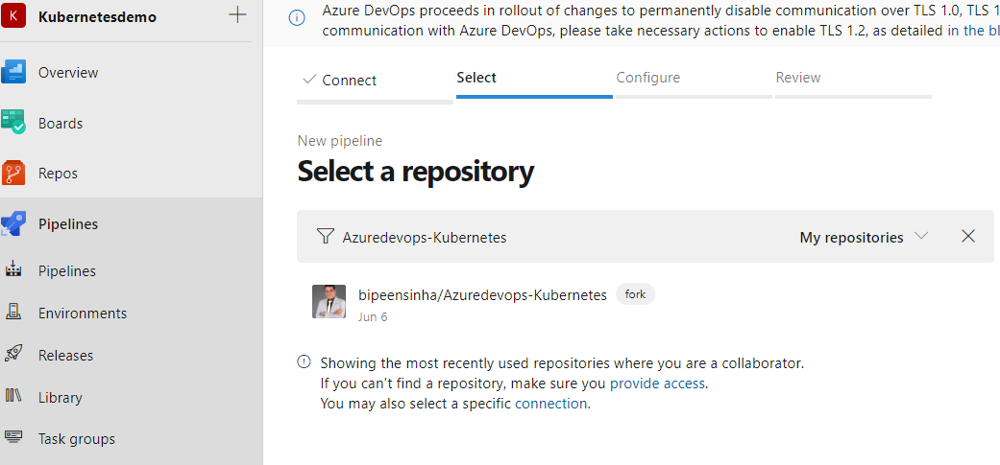 K Kubernetesdemo
Overview
Boards
Repos
Pipelines
Pipelines
Environments
Releases
Library
Task groups
Azure DevOps proceeds in rollout of changes to permanently disable communication over TLS 1.0, TLS 1
communication with Azure DevOps, please take necessary actions to enable TLS 1.2, as detailed in the bl
Connect
Select
Configure
Review
New pipeline
Select a repository
Azuredevops-Kubernetes
My repositories
bipeensinha/Azuredevops-Kubernetes fork
Jun 6
Showing the most recently used repositories where you are a collaborator.
If you can't find a repository, make sure you provide access.
You may also select a specific connection.